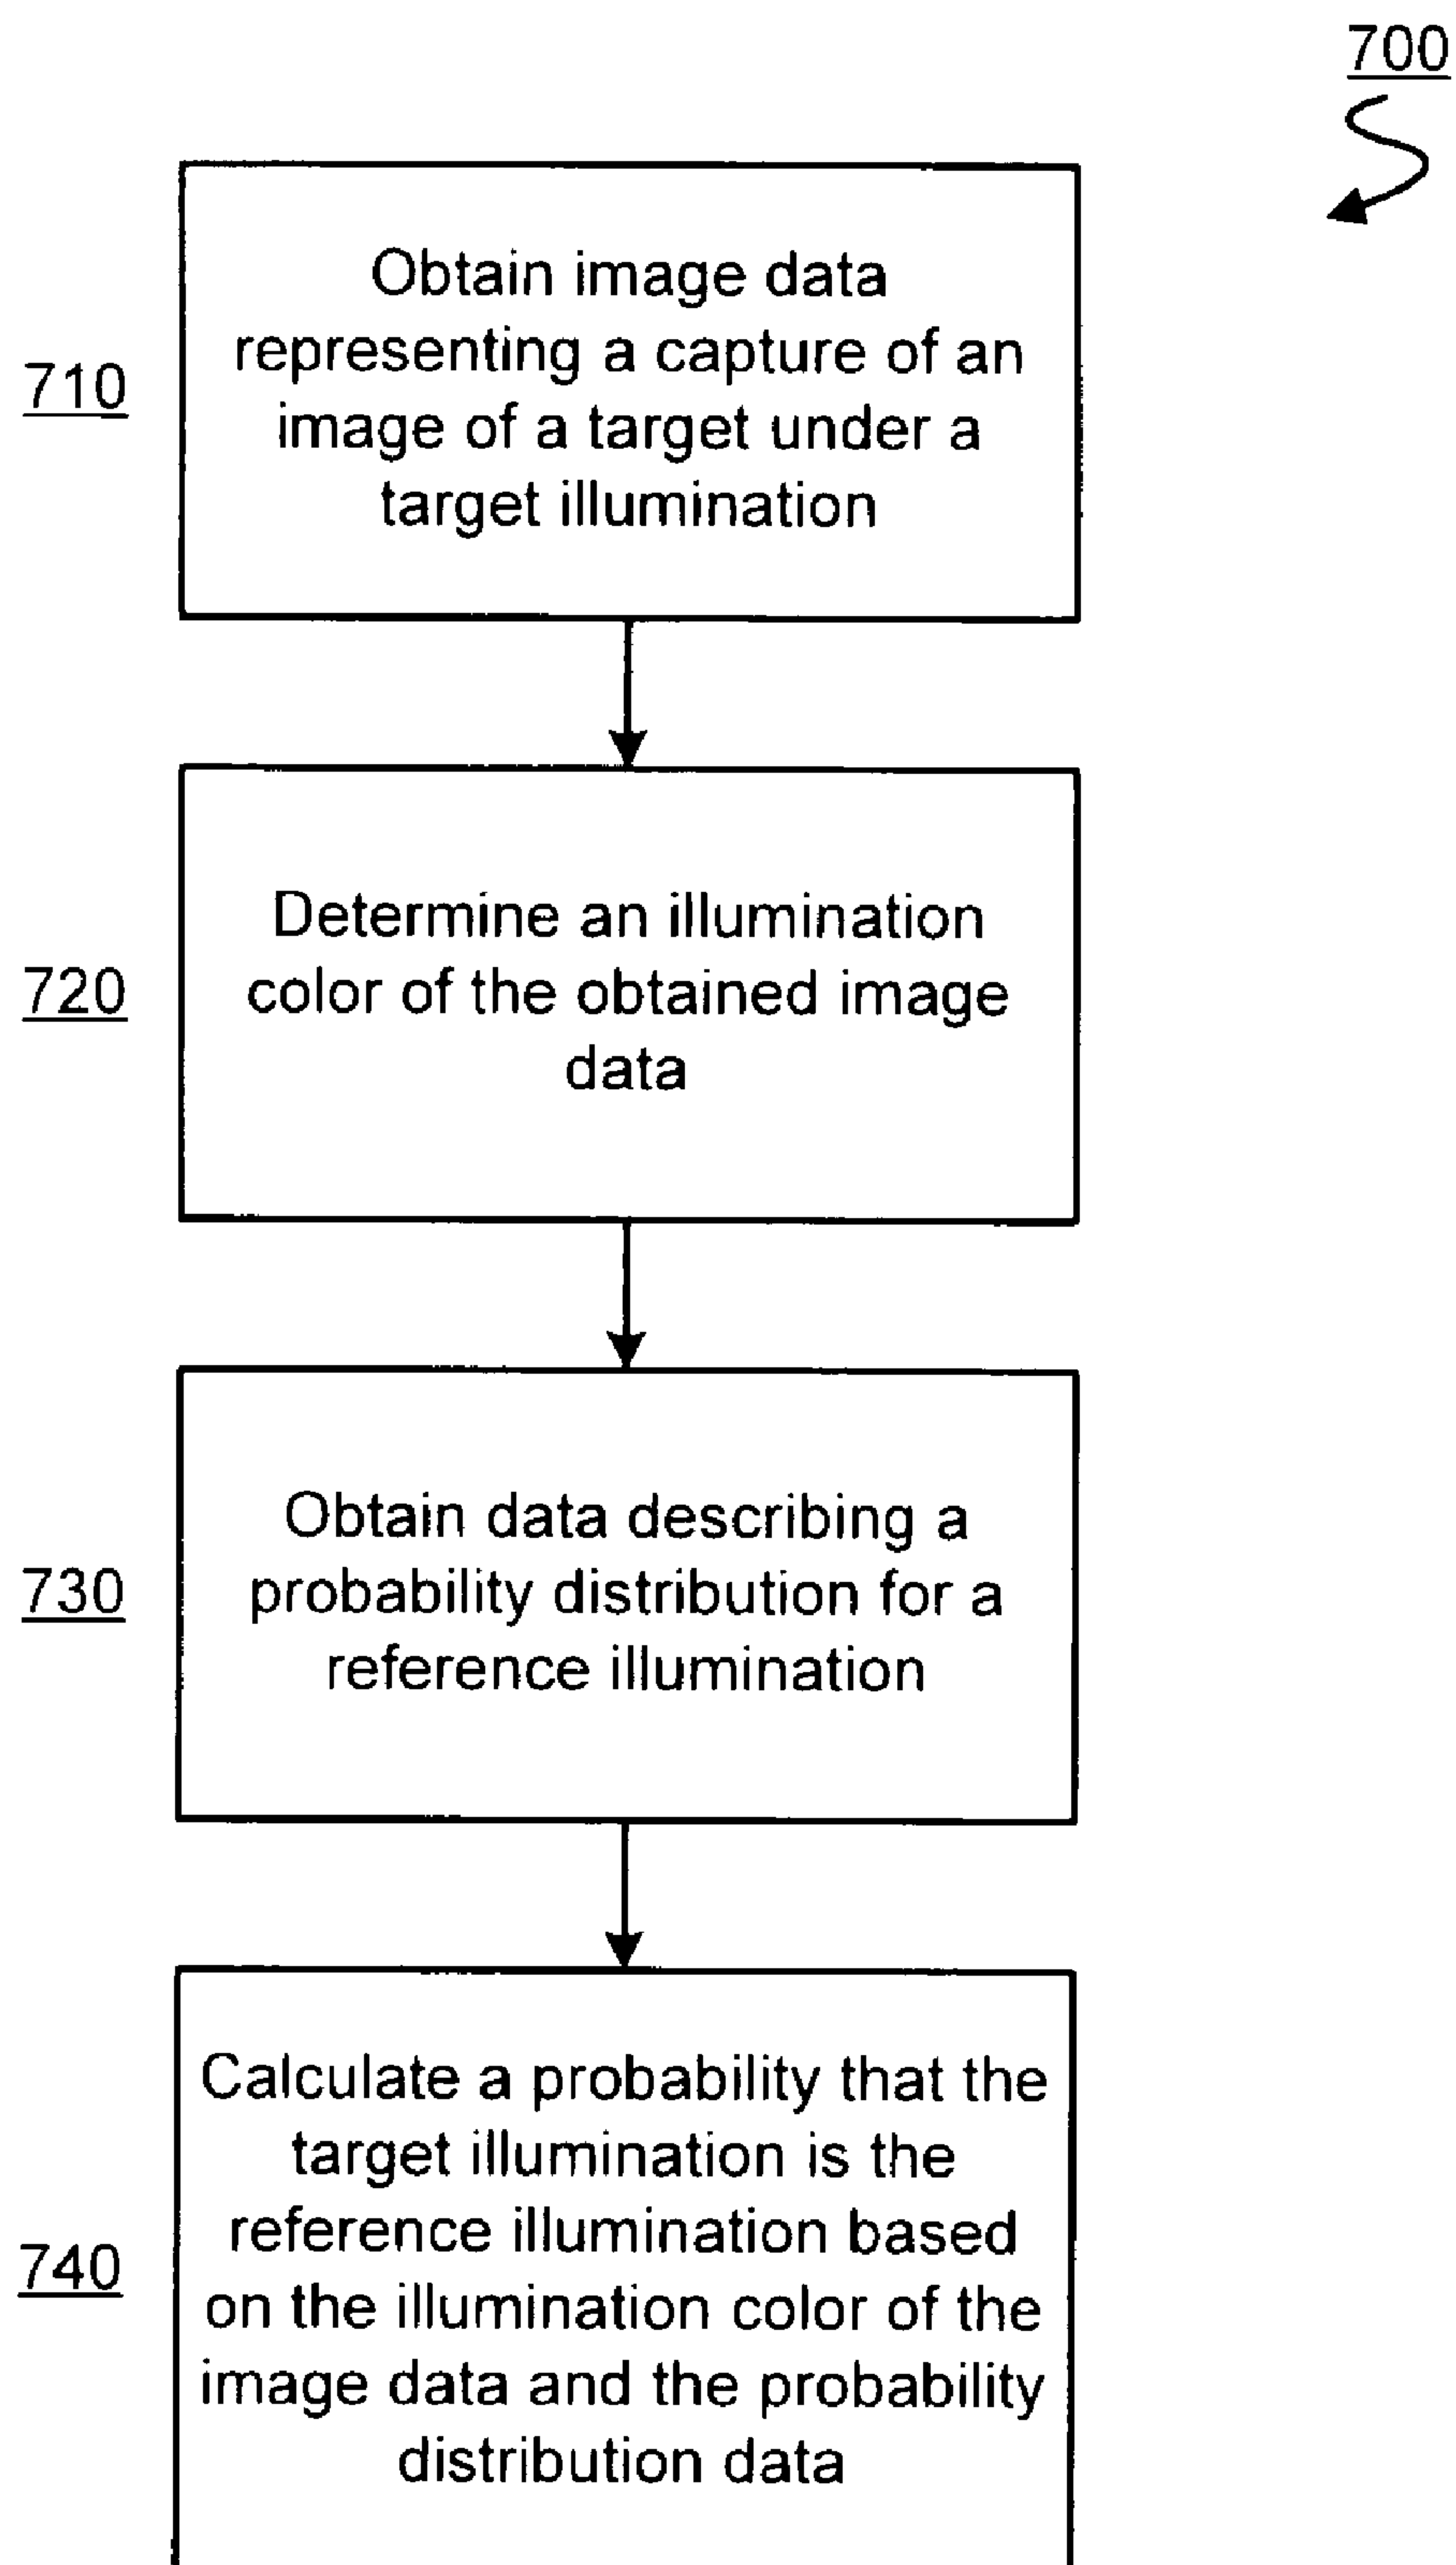 700
Obtain image data
representing a capture of an
image of a target under a
target illumination
710
Determine an illumination
color of the obtained image
data
720
Obtain data describing a
probability distribution for a
reference illumination
730
Calculate a probability that the
target illumination is the
reference illumination based
on the illumination color of the
image data and the probability
distribution data
740